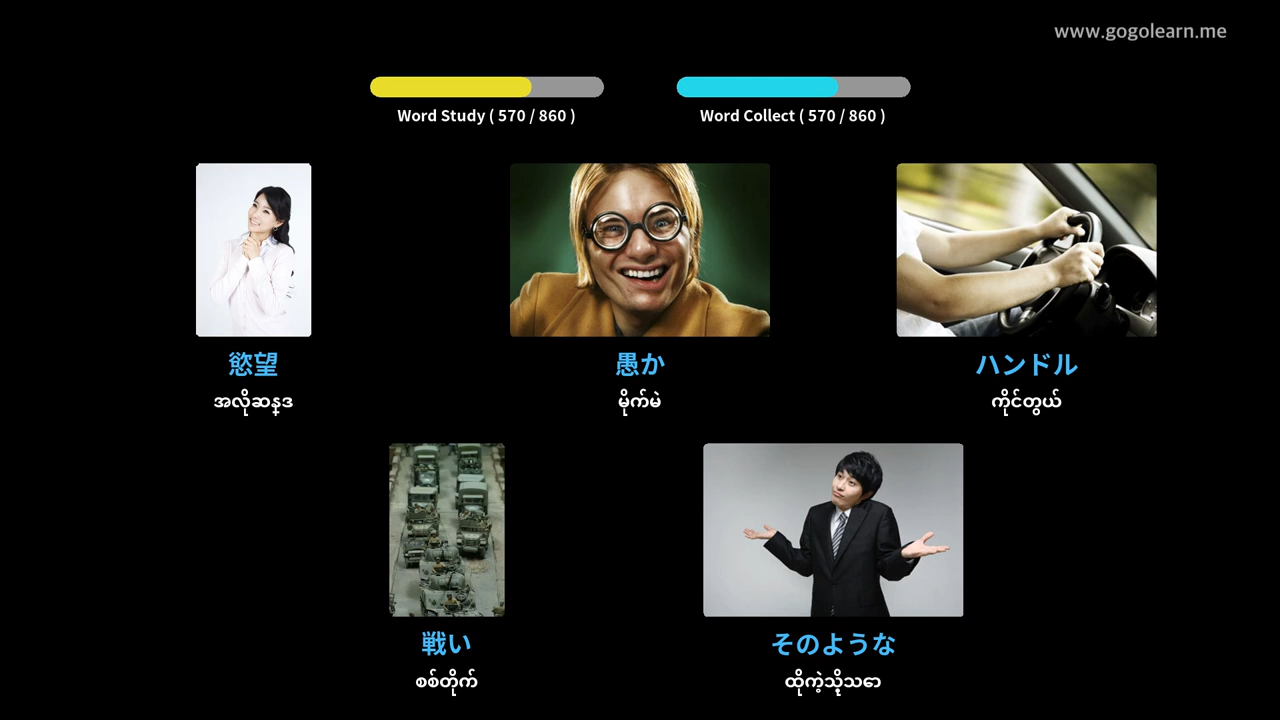 www.gogolearn.me
Word Study ( 570 / 860 )
Word Collect ( 570 / 860 )
慾望
အလိုဆန္ဒ
愚か
မိုက်မဲ
ハンドル
ကိုင်တွယ်
戦い
စစ်တိုက်
そのような
ထိုကဲ့သို့သော